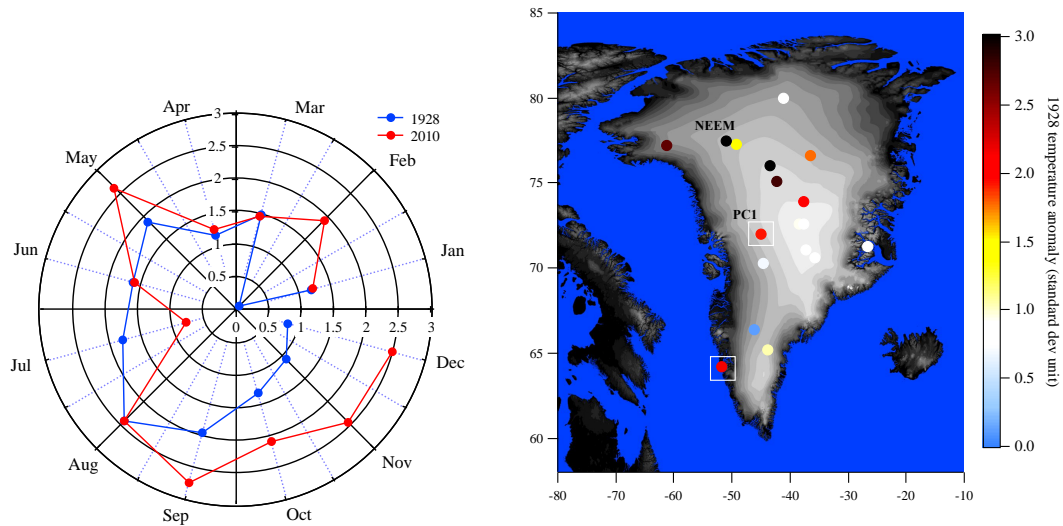 Apr
Mar
May
Feb
Jun
Jan
Jul
Dec
Aug
Nov
Sep
Oct
3
2.5
2
1.5
1
0.5
0
0 0.5 1 1.5 2 2.5 3
1928
2010
85
80
75
70
65
60
-80 -70 -60 -50 -40 -30 -20 -10
NEEM
PC1
3.0
2.5
2.0
1.5
1.0
0.5
0.0
1928 temperature anomaly (standard dev unit)